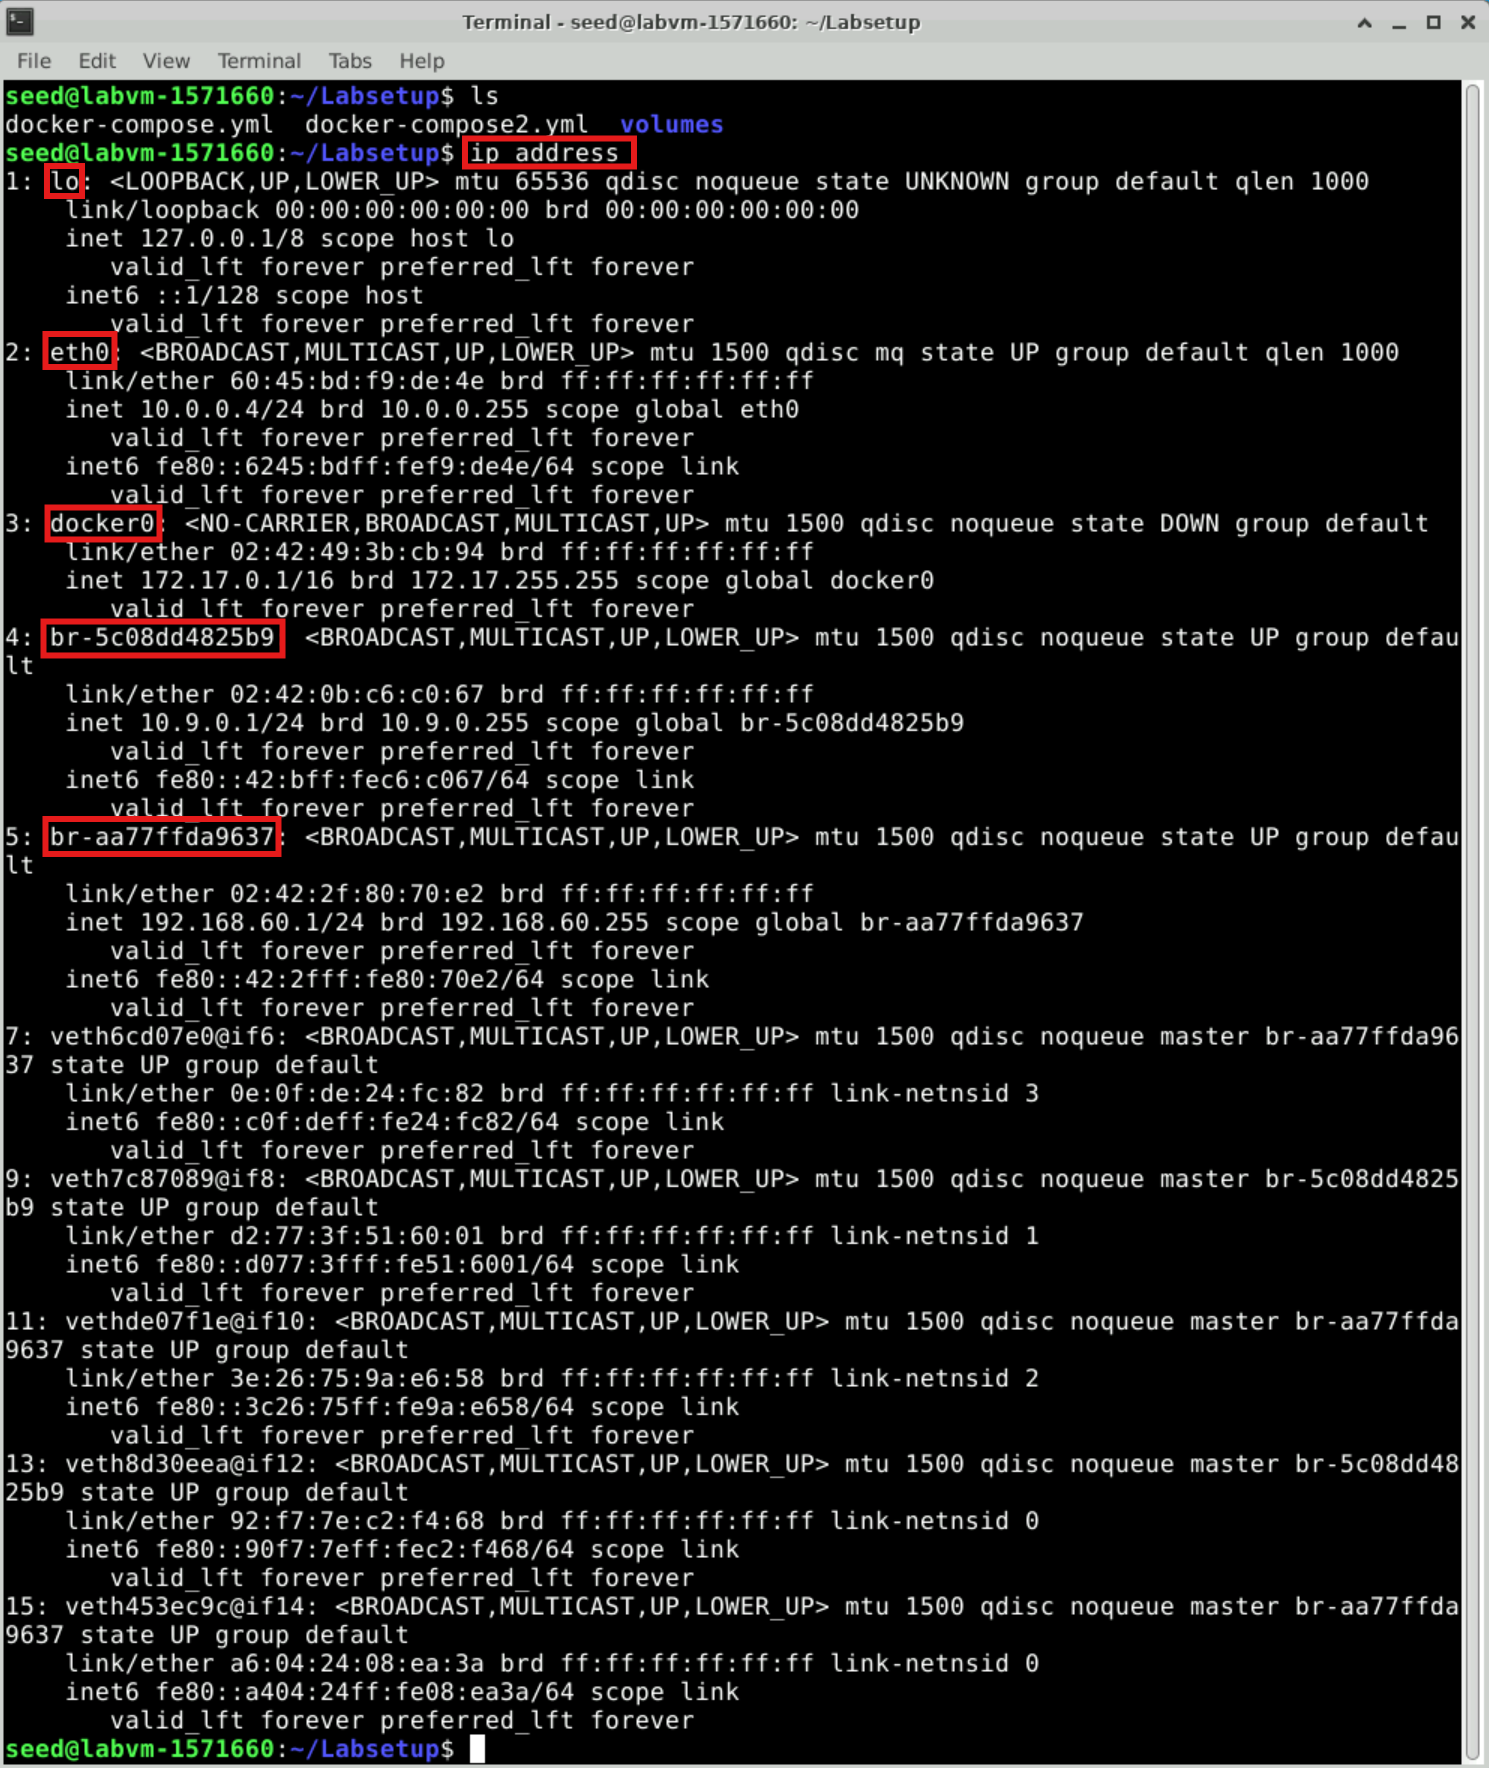 Terminal - seed@labvm-1571660: ~/Labsetup
File Edit View Terminal Tabs Help
seed@labvm-1571660:~/Labsetup$ ls
docker-compose.yml  docker-compose2.yml  volumes
seed@labvm-1571660:~/Labsetup$ ip address
1: lo: <LOOPBACK,UP,LOWER_UP> mtu 65536 qdisc noqueue state UNKNOWN group default qlen 1000
    link/loopback 00:00:00:00:00:00 brd 00:00:00:00:00:00
    inet 127.0.0.1/8 scope host lo
       valid_lft forever preferred_lft forever
    inet6 ::1/128 scope host
       valid_lft forever preferred_lft forever
2: eth0: <BROADCAST,MULTICAST,UP,LOWER_UP> mtu 1500 qdisc mq state UP group default qlen 1000
    link/ether 60:45:bd:f9:de:4e brd ff:ff:ff:ff:ff:ff
    inet 10.0.0.4/24 brd 10.0.0.255 scope global eth0
       valid_lft forever preferred_lft forever
    inet6 fe80::6245:bdff:fef9:de4e/64 scope link
       valid_lft forever preferred_lft forever
3: docker0: <NO-CARRIER,BROADCAST,MULTICAST,UP> mtu 1500 qdisc noqueue state DOWN group default
    link/ether 02:42:49:3b:cb:94 brd ff:ff:ff:ff:ff:ff
    inet 172.17.0.1/16 brd 172.17.255.255 scope global docker0
       valid_lft forever preferred_lft forever
4: br-5c08dd4825b9: <BROADCAST,MULTICAST,UP,LOWER_UP> mtu 1500 qdisc noqueue state UP group defau
lt
    link/ether 02:42:0b:c6:c0:67 brd ff:ff:ff:ff:ff:ff
    inet 10.9.0.1/24 brd 10.9.0.255 scope global br-5c08dd4825b9
       valid_lft forever preferred_lft forever
    inet6 fe80::42:bff:fec6:c067/64 scope link
       valid_lft forever preferred_lft forever
5: br-aa77ffda9637: <BROADCAST,MULTICAST,UP,LOWER_UP> mtu 1500 qdisc noqueue state UP group defau
lt
    link/ether 02:42:2f:80:70:e2 brd ff:ff:ff:ff:ff:ff
    inet 192.168.60.1/24 brd 192.168.60.255 scope global br-aa77ffda9637
       valid_lft forever preferred_lft forever
    inet6 fe80::42:2fff:fe80:70e2/64 scope link
       valid_lft forever preferred_lft forever
7: veth6cd07e0@if6: <BROADCAST,MULTICAST,UP,LOWER_UP> mtu 1500 qdisc noqueue master br-aa77ffda96
37 state UP group default
    link/ether 0e:0f:de:24:fc:82 brd ff:ff:ff:ff:ff:ff link-netnsid 3
    inet6 fe80::c0f:deff:fe24:fc82/64 scope link
       valid_lft forever preferred_lft forever
9: veth7c87089@if8: <BROADCAST,MULTICAST,UP,LOWER_UP> mtu 1500 qdisc noqueue master br-5c08dd4825
b9 state UP group default
    link/ether d2:77:3f:51:60:01 brd ff:ff:ff:ff:ff:ff link-netnsid 1
    inet6 fe80::d077:3fff:fe51:6001/64 scope link
       valid_lft forever preferred_lft forever
11: vethde07f1e@if10: <BROADCAST,MULTICAST,UP,LOWER_UP> mtu 1500 qdisc noqueue master br-aa77ffda
9637 state UP group default
    link/ether 3e:26:75:9a:e6:58 brd ff:ff:ff:ff:ff:ff link-netnsid 2
    inet6 fe80::3c26:75ff:fe9a:e658/64 scope link
       valid_lft forever preferred_lft forever
13: veth8d30eea@if12: <BROADCAST,MULTICAST,UP,LOWER_UP> mtu 1500 qdisc noqueue master br-5c08dd48
25b9 state UP group default
    link/ether 92:f7:7e:c2:f4:68 brd ff:ff:ff:ff:ff:ff link-netnsid 0
    inet6 fe80::90f7:7eff:fec2:f468/64 scope link
       valid_lft forever preferred_lft forever
15: veth453ec9c@if14: <BROADCAST,MULTICAST,UP,LOWER_UP> mtu 1500 qdisc noqueue master br-aa77ffda
9637 state UP group default
    link/ether a6:04:24:08:ea:3a brd ff:ff:ff:ff:ff:ff link-netnsid 0
    inet6 fe80::a404:24ff:fe08:ea3a/64 scope link
       valid_lft forever preferred_lft forever
seed@labvm-1571660:~/Labsetup$